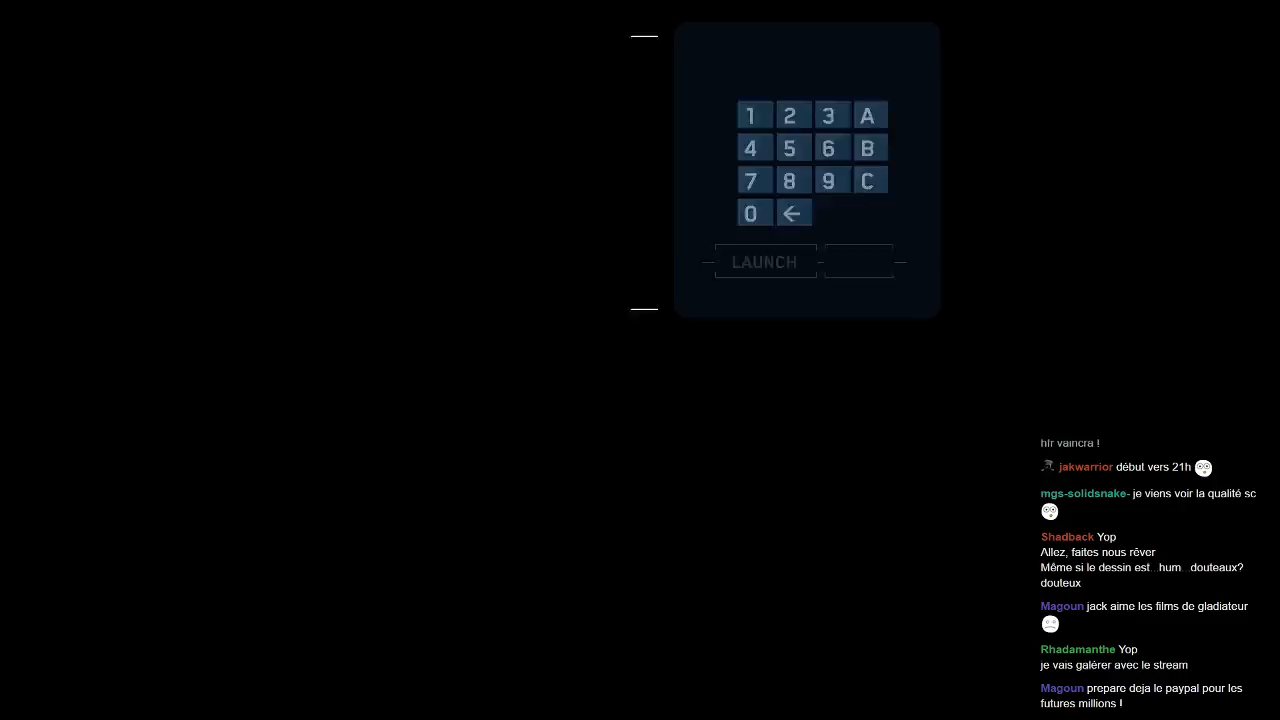 1 2 3 A
4 5 6 B
7 8 9 C
0 ←
LAUNCH
hfr vaincra !
jakwarrior début vers 21h
mgs-solidsnake- je viens voir la qualité sc
Shadback Yop
Allez, faites nous rêver
Même si le dessin est...hum...douteaux?
douteux
Magoun jack aime les films de gladiateur
Rhadamanthe Yop
je vais galérer avec le stream
Magoun prepare deja le paypal pour les
futures millions !